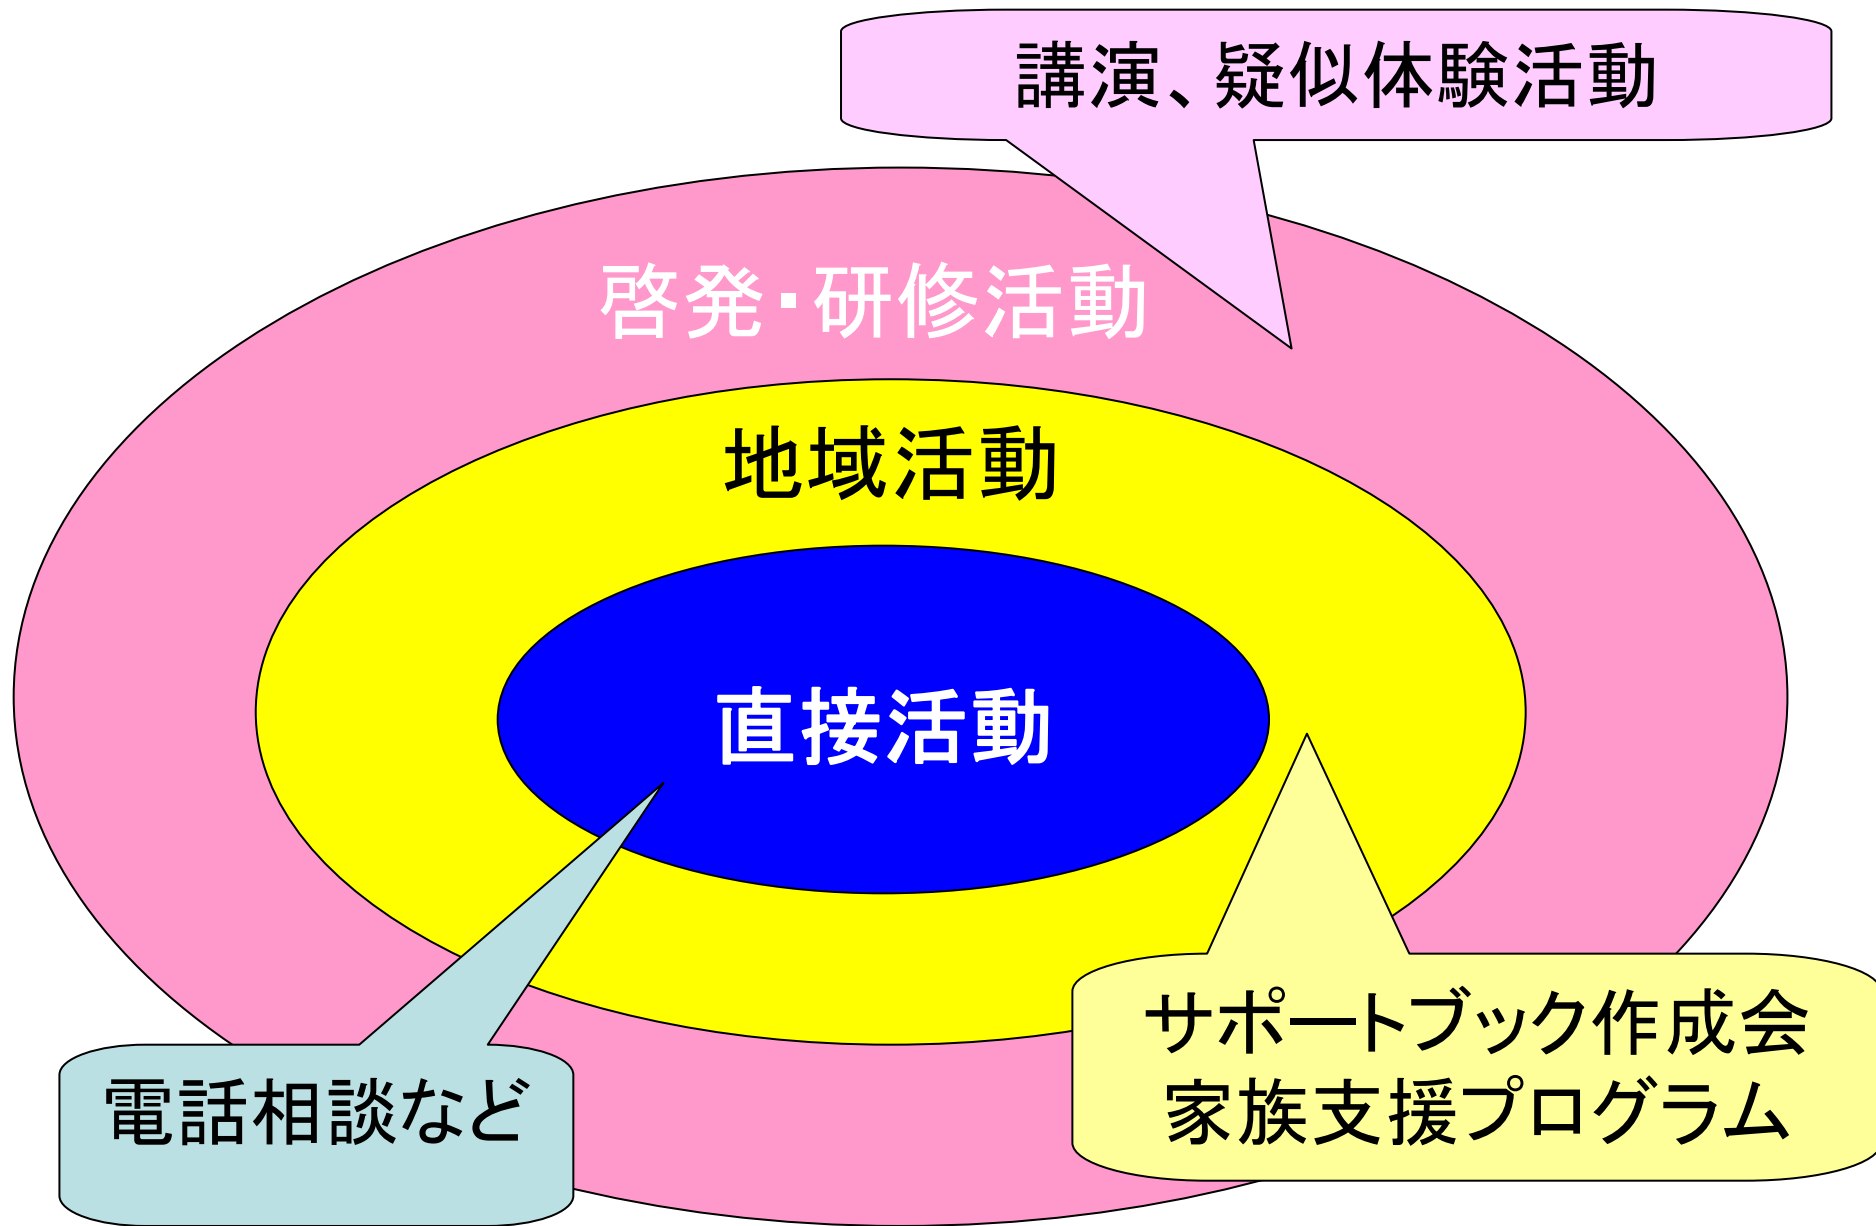 講演、疑似体験活動
啓発・研修活動
地域活動
直接活動
サポートブック作成会
家族支援プログラム
電話相談など